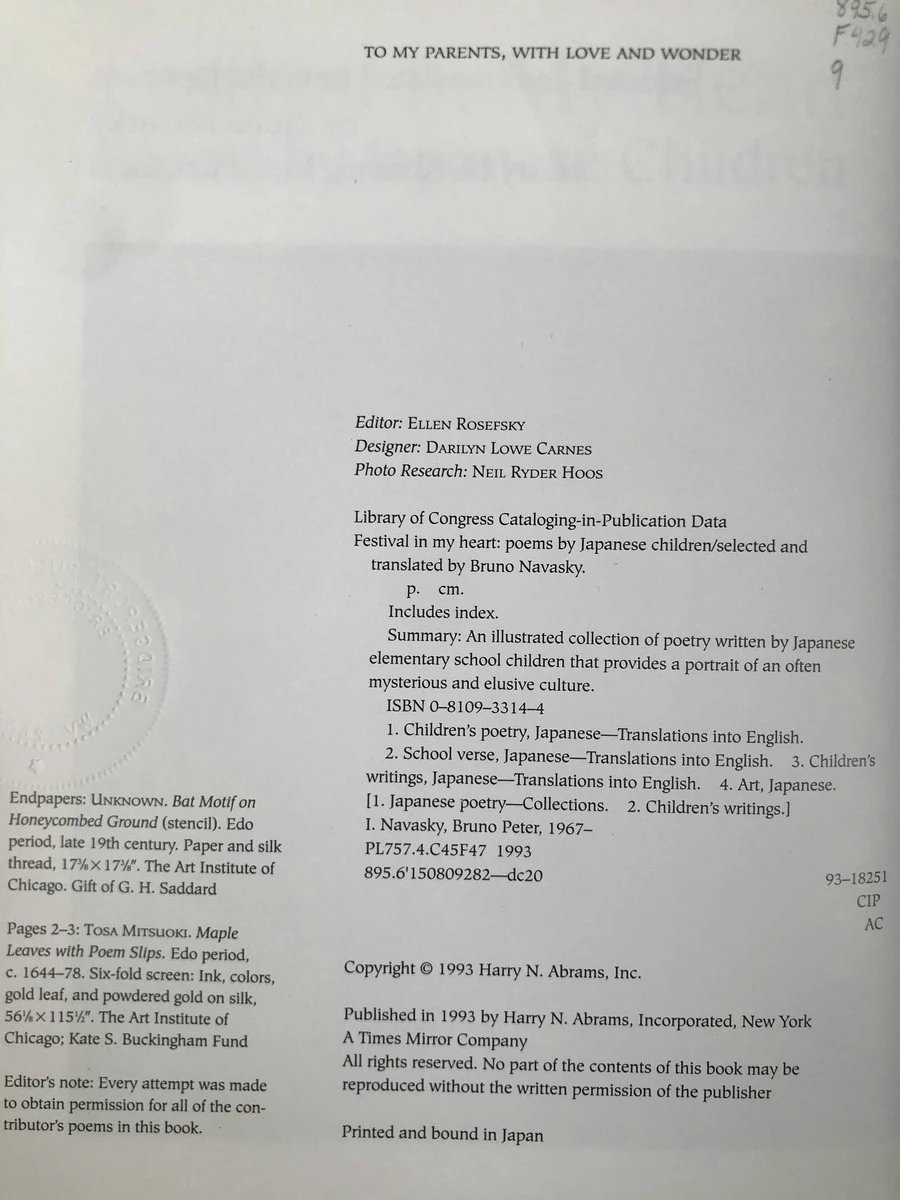 895.6
F429
9
TO MY PARENTS, WITH LOVE AND WONDER
Editor: ELLEN ROSEFSKY
Designer: DARILYN LOWE CARNES
Photo Research: NEIL RYDER HOOS
Library of Congress Cataloging-in-Publication Data
Festival in my heart: poems by Japanese children/selected and
translated by Bruno Navasky.
p. cm.
Includes index.
Summary: An illustrated collection of poetry written by Japanese
elementary school children that provides a portrait of an often
mysterious and elusive culture.
ISBN 0–8109–3314–4
1. Children's poetry, Japanese—Translations into English.
2. School verse, Japanese—Translations into English. 3. Children's
writings, Japanese—Translations into English. 4. Art, Japanese.
[1. Japanese poetry—Collections. 2. Children's writings.]
I. Navasky, Bruno Peter, 1967–
PL757.4.C45F47 1993
895.6'150809282—dc20
93–18251
CIP
AC
Copyright © 1993 Harry N. Abrams, Inc.
Published in 1993 by Harry N. Abrams, Incorporated, New York
A Times Mirror Company
All rights reserved. No part of the contents of this book may be
reproduced without the written permission of the publisher
Printed and bound in Japan
Endpapers: UNKNOWN. Bat Motif on
Honeycombed Ground (stencil). Edo
period, late 19th century. Paper and silk
thread, 17⅜ × 17⅜". The Art Institute of
Chicago. Gift of G. H. Saddard
Pages 2–3: TOSA MITSUOKI. Maple
Leaves with Poem Slips. Edo period,
c. 1644–78. Six-fold screen: Ink, colors,
gold leaf, and powdered gold on silk,
56⅛ × 115½". The Art Institute of
Chicago; Kate S. Buckingham Fund
Editor's note: Every attempt was made
to obtain permission for all of the con-
tributor's poems in this book.